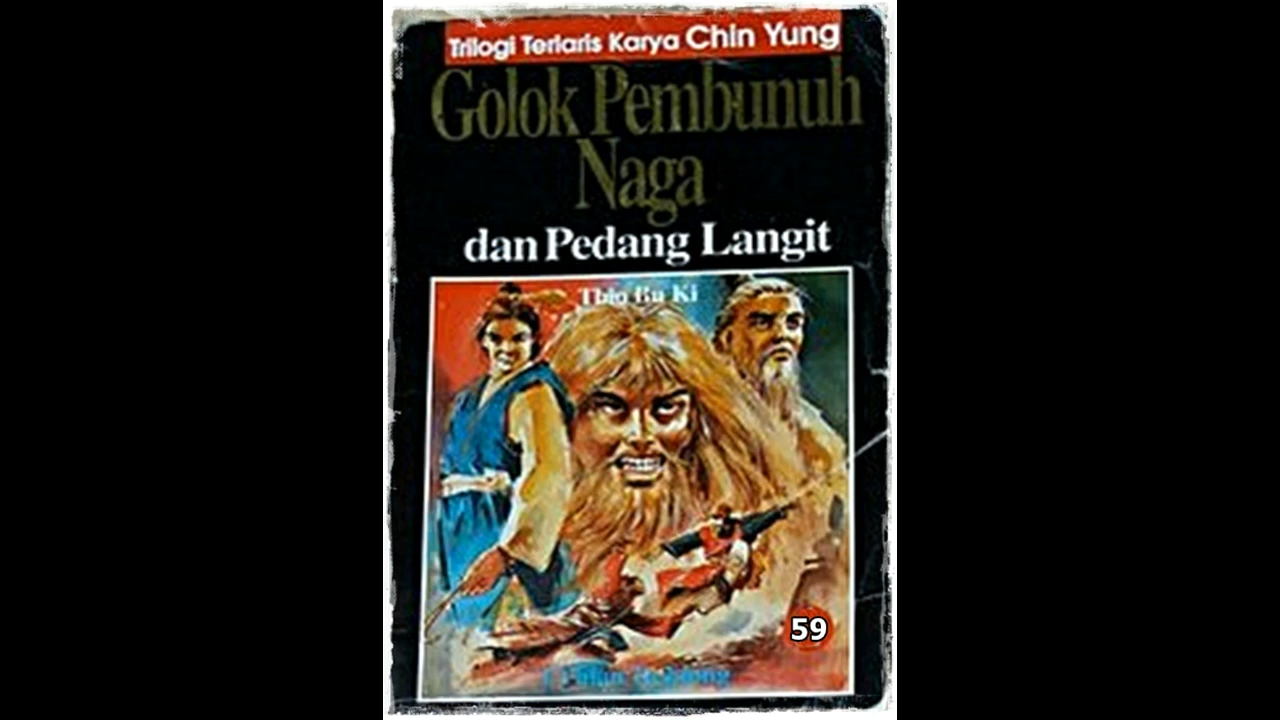 Trilogi Terlaris Karya Chin Yung
Golok Pembunuh
Naga
dan Pedang Langit
Thio Bu Ki
59